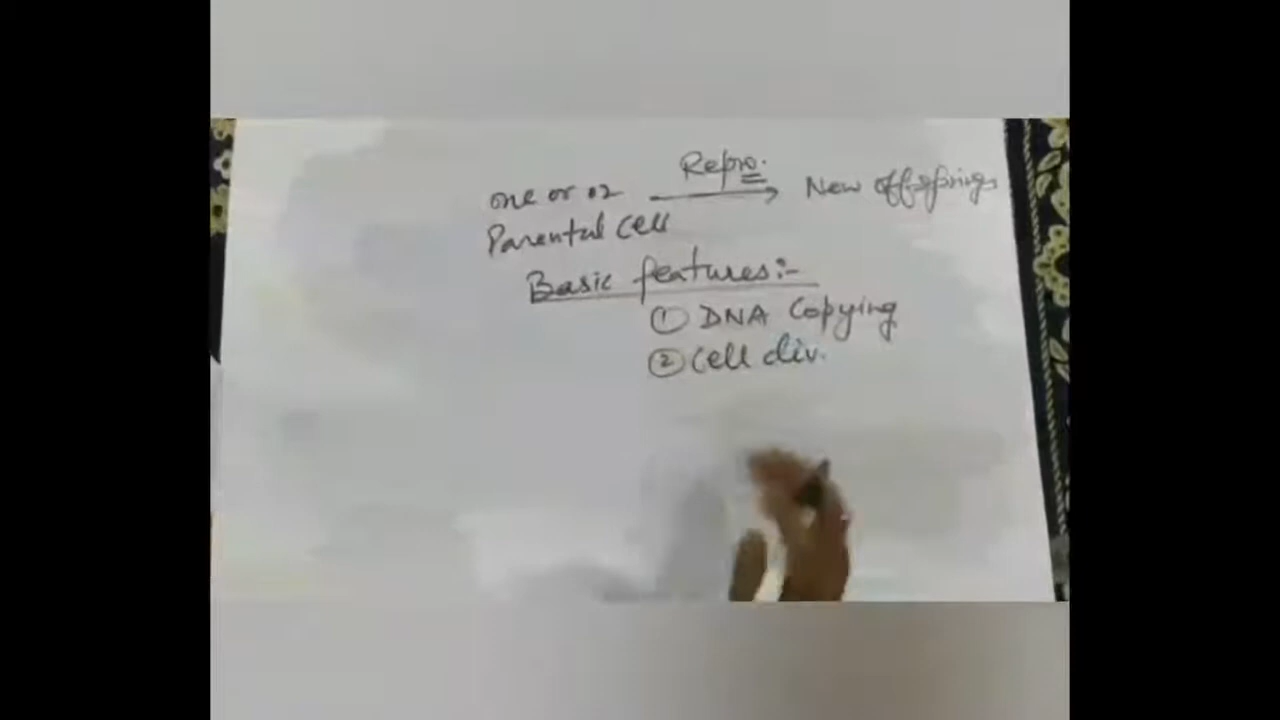 one or 02 Repro. → New offsprings
Parental Cell
Basic features:-
① DNA Copying
② Cell div.